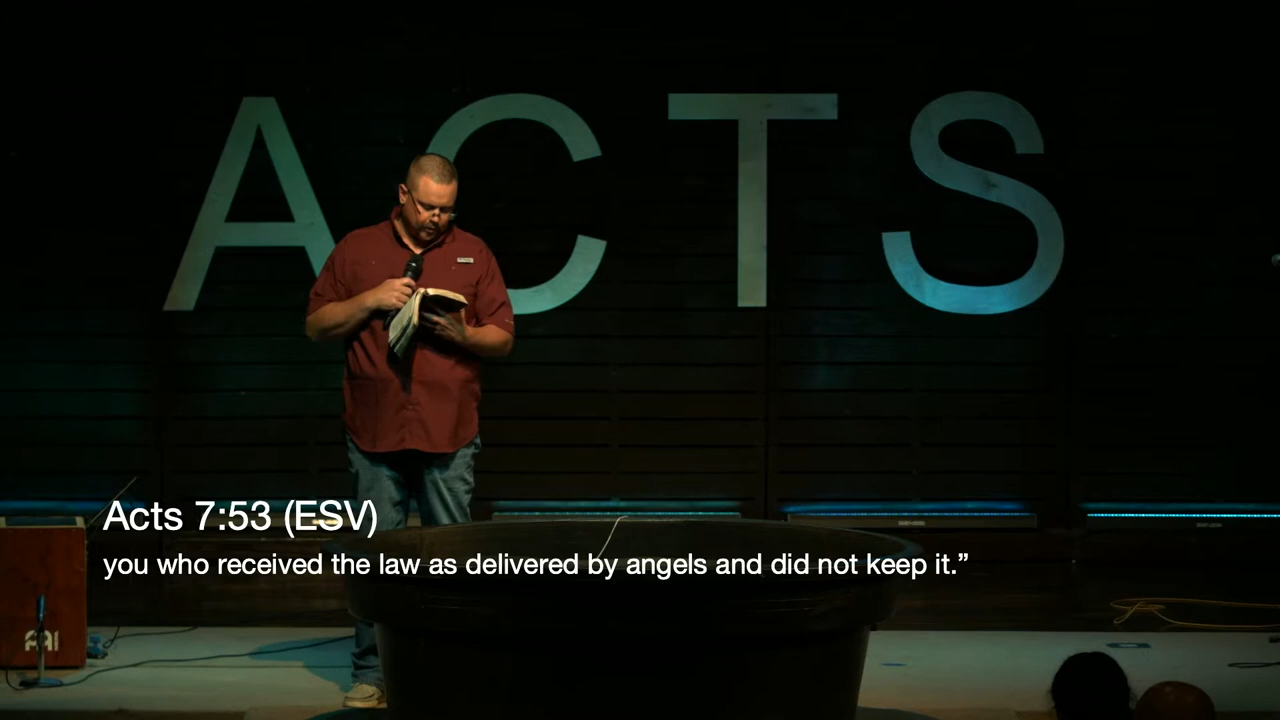 ACTS
Acts 7:53 (ESV)
you who received the law as delivered by angels and did not keep it.”